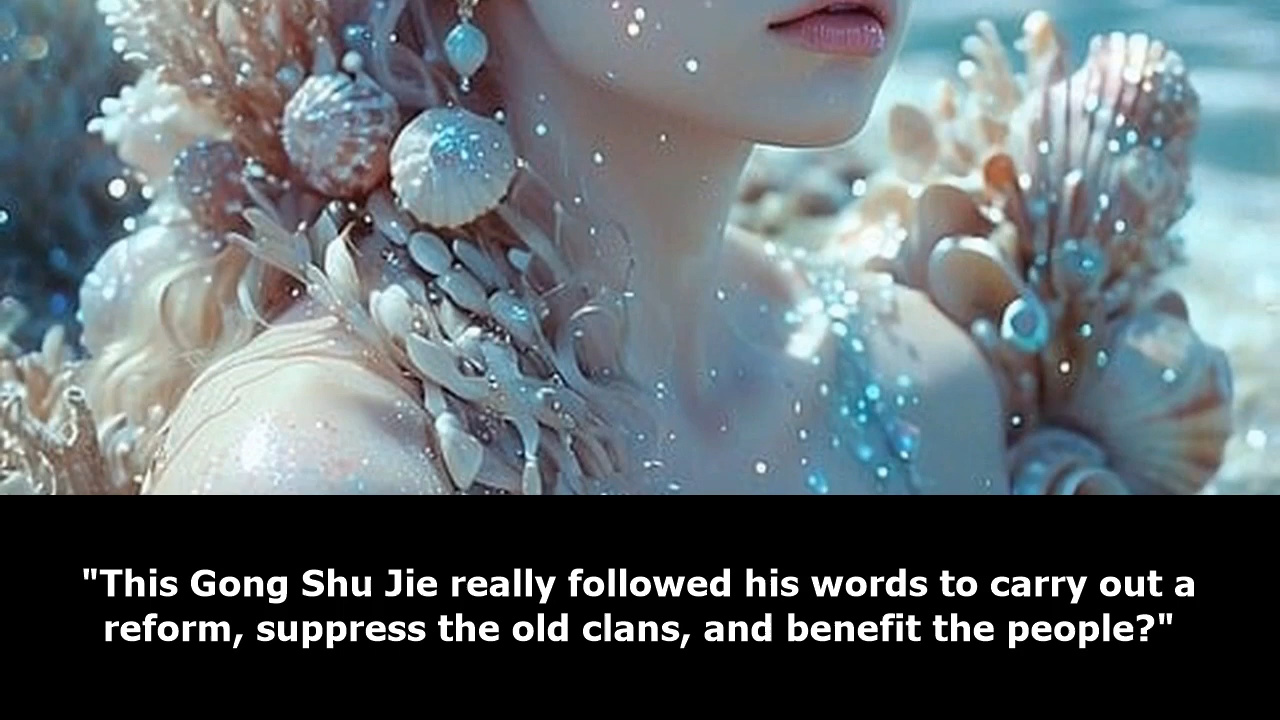 "This Gong Shu Jie really followed his words to carry out a
reform, suppress the old clans, and benefit the people?"